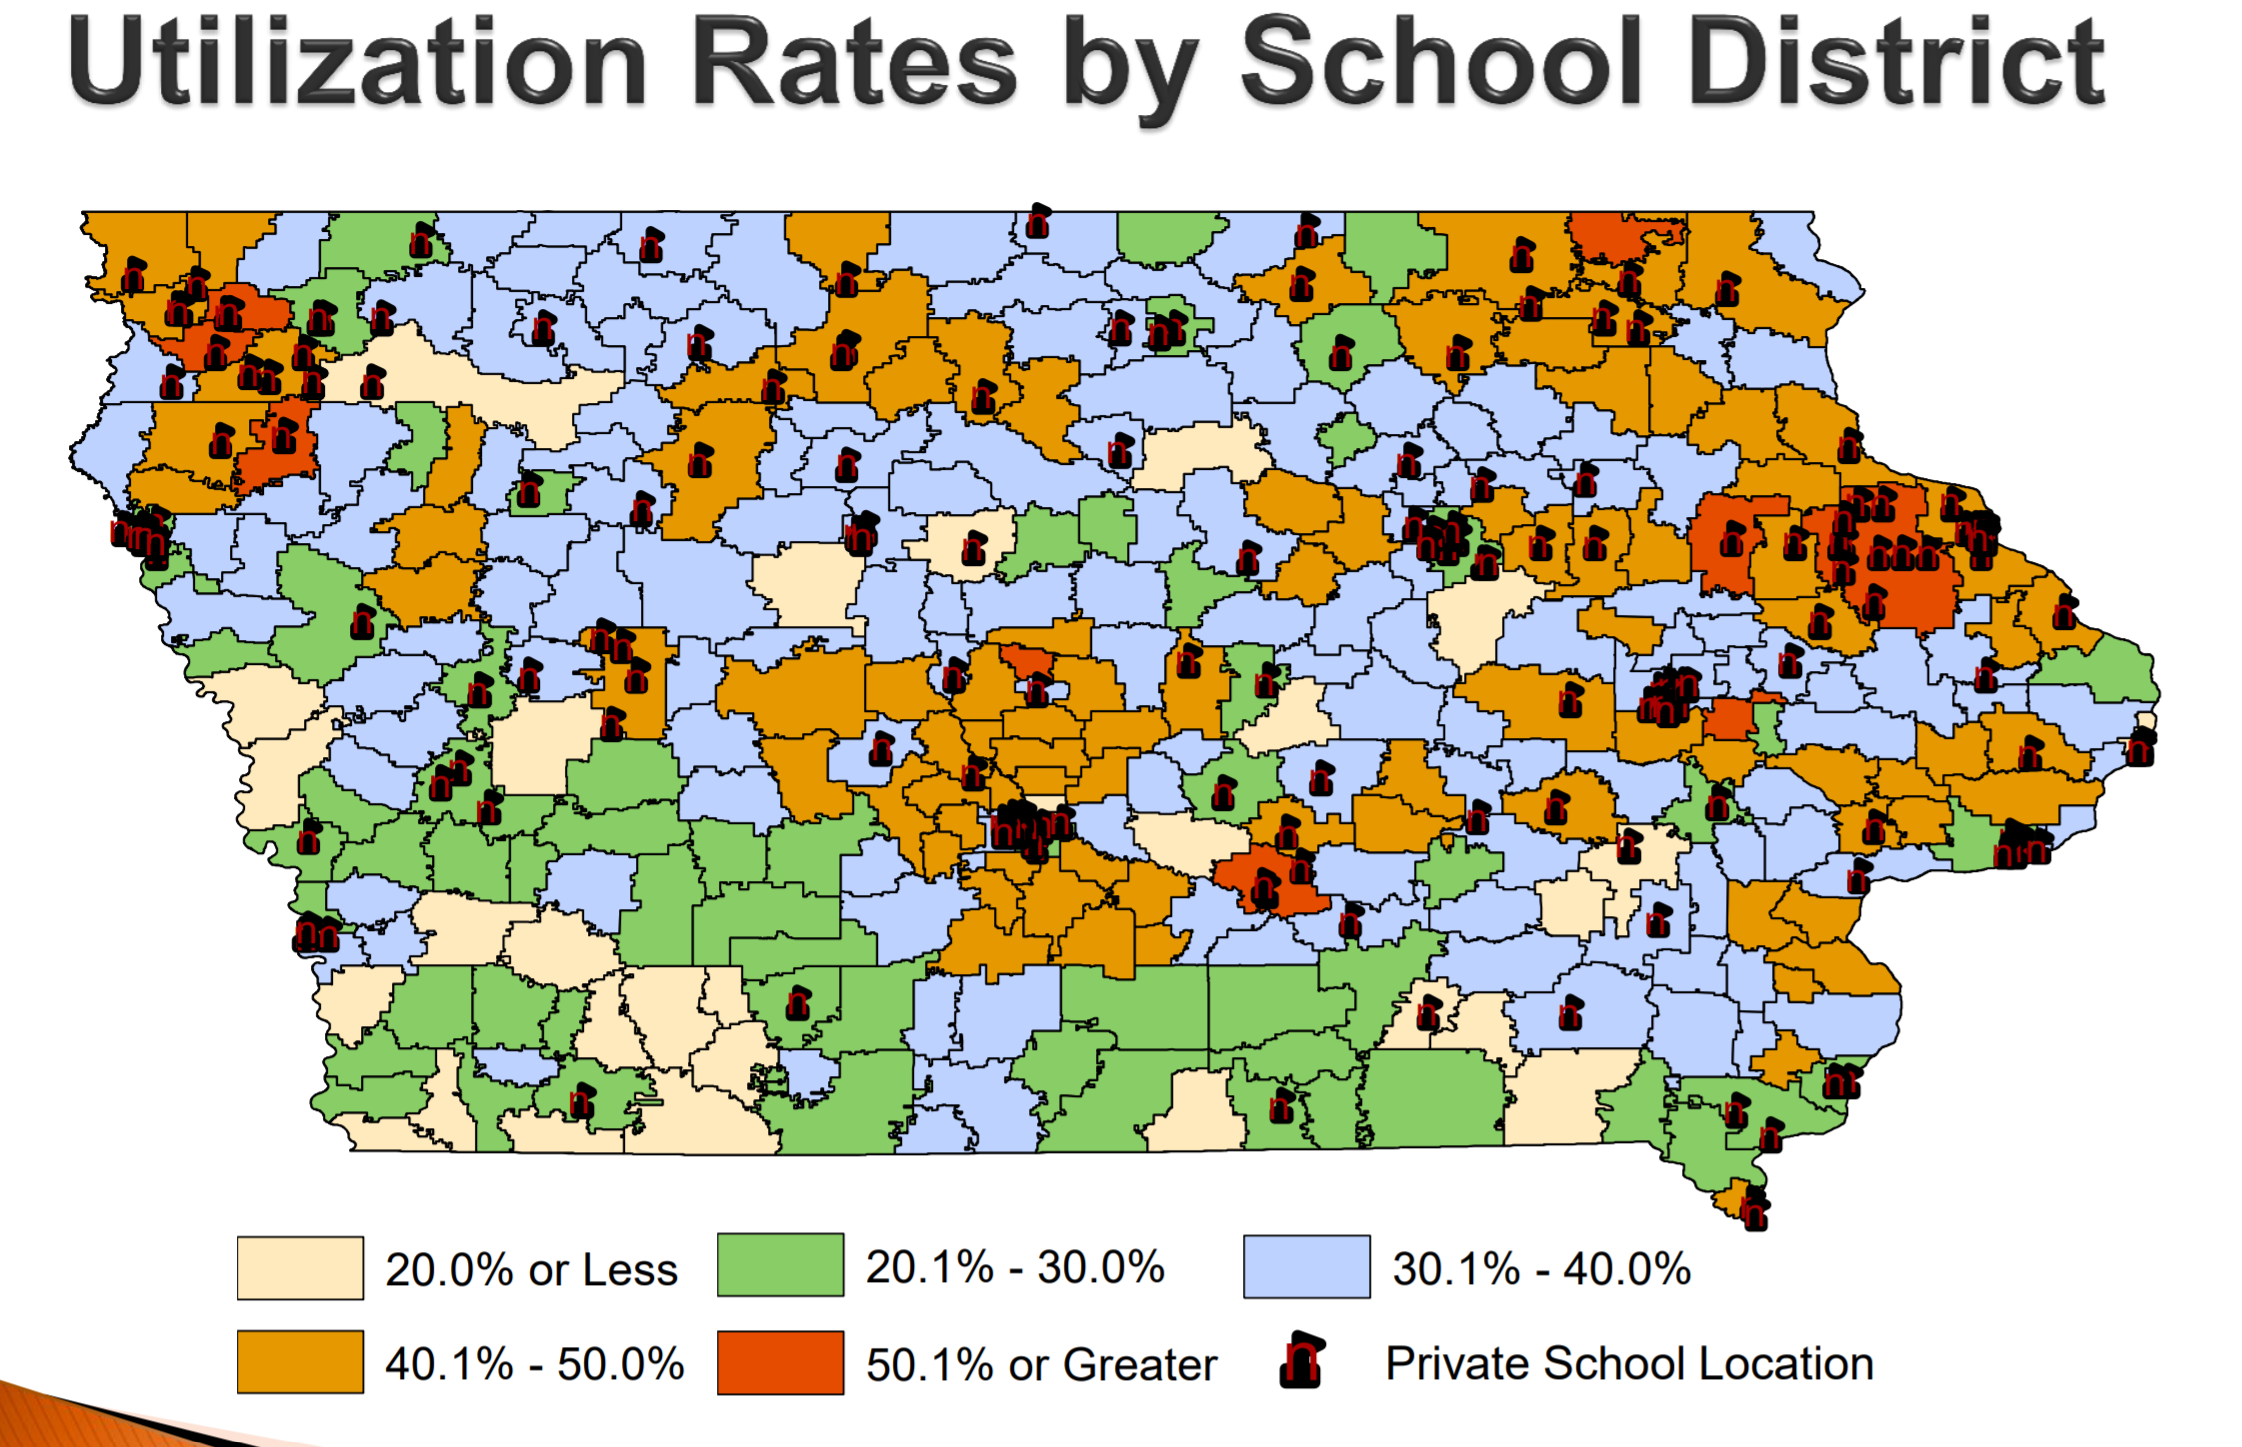 Utilization Rates by School District
20.0% or Less
20.1% - 30.0%
30.1% - 40.0%
40.1% - 50.0%
50.1% or Greater
Private School Location